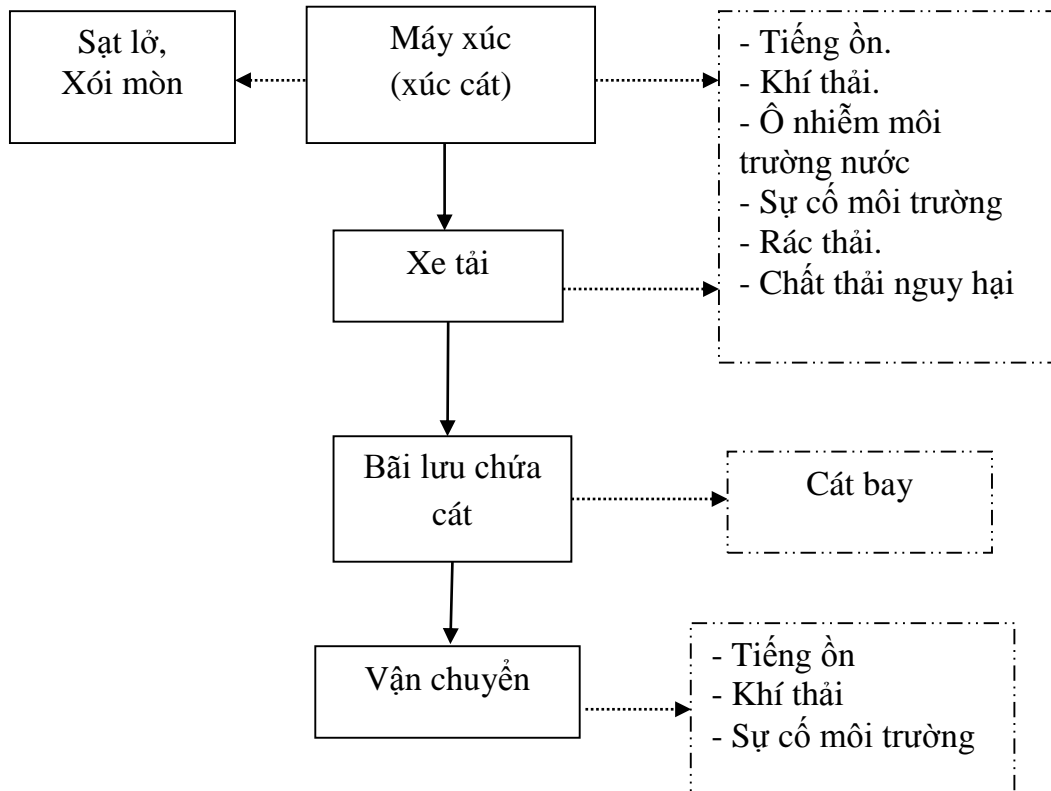 Sạt lở,
Xói mòn
Máy xúc
(xúc cát)
- Tiếng ồn.
- Khí thải.
- Ô nhiễm môi
trường nước
- Sự cố môi trường
- Rác thải.
- Chất thải nguy hại
Xe tải
Bãi lưu chứa
cát
Cát bay
Vận chuyển
- Tiếng ồn
- Khí thải
- Sự cố môi trường